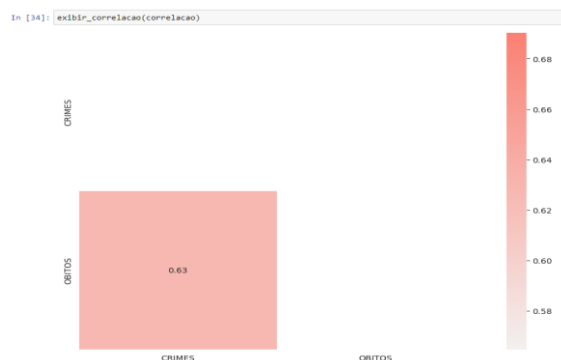 In [34]: exibir_correlacao(correlacao)
0.68
CRIMES
0.66
0.64
0.62
OBITOS
0.63
0.60
0.58
CRIMES
OBITOS